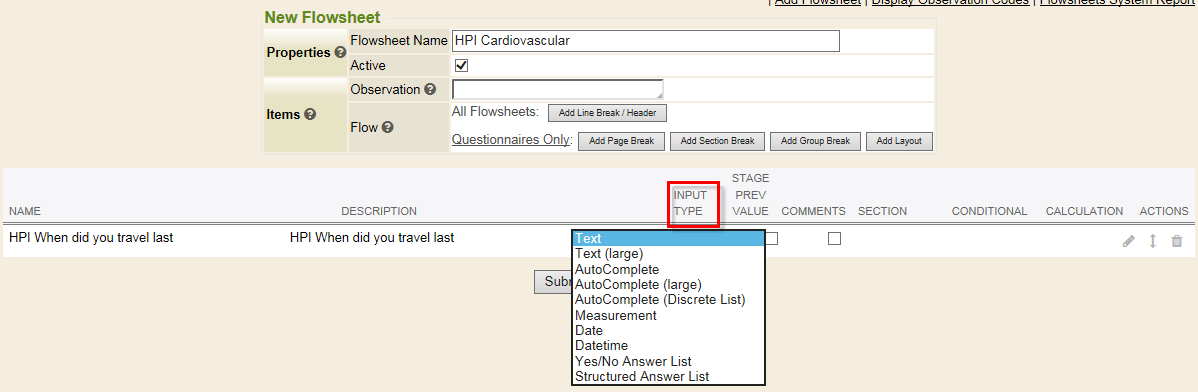 | Add Flowsheet | Display Observation Codes | Flowsheets System Report
New Flowsheet
Properties
Flowsheet Name HPI Cardiovascular
Active
Items
Observation
Flow
All Flowsheets: Add Line Break / Header
Questionnaires Only: Add Page Break Add Section Break Add Group Break Add Layout
NAME DESCRIPTION INPUT TYPE STAGE PREV VALUE COMMENTS SECTION CONDITIONAL CALCULATION ACTIONS
HPI When did you travel last HPI When did you travel last
Text
Text (large)
AutoComplete
AutoComplete (large)
AutoComplete (Discrete List)
Measurement
Date
Datetime
Yes/No Answer List
Structured Answer List
Subm